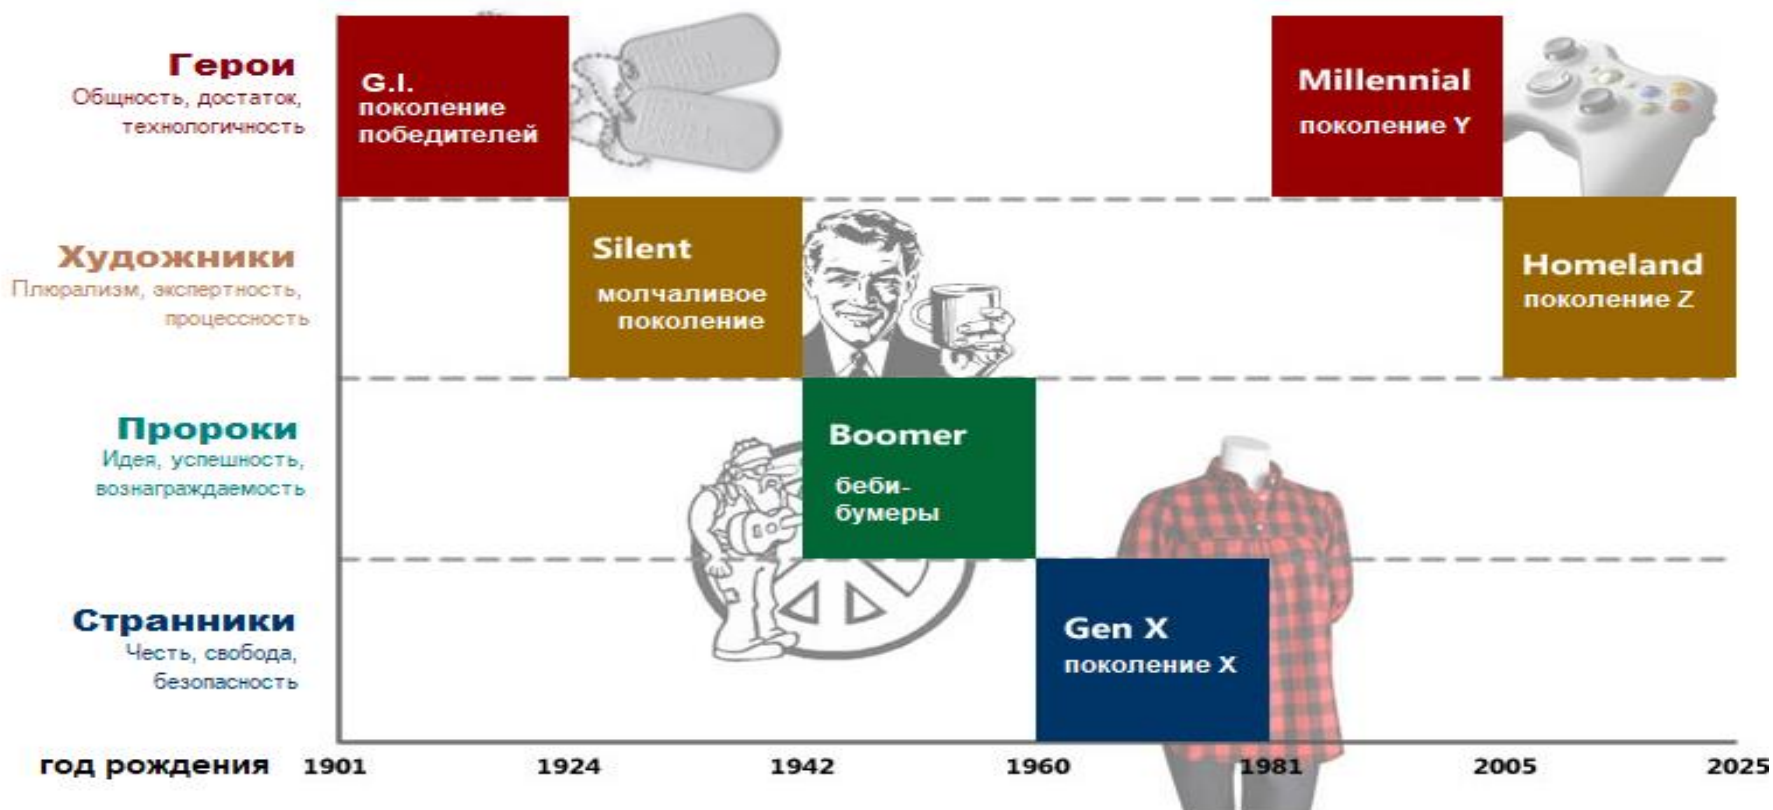 Герои
Общность, достаток,
технологичность
G.I.
поколение
победителей
Millennial
поколение Y
Художники
Плюрализм, экспертность,
процессность
Silent
молчаливое
поколение
Homeland
поколение Z
Пророки
Идея, успешность,
вознаграждаемость
Boomer
беби-
бумеры
Странники
Честь, свобода,
безопасность
Gen X
поколение X
год рождения 1901 1924 1942 1960 1981 2005 2025